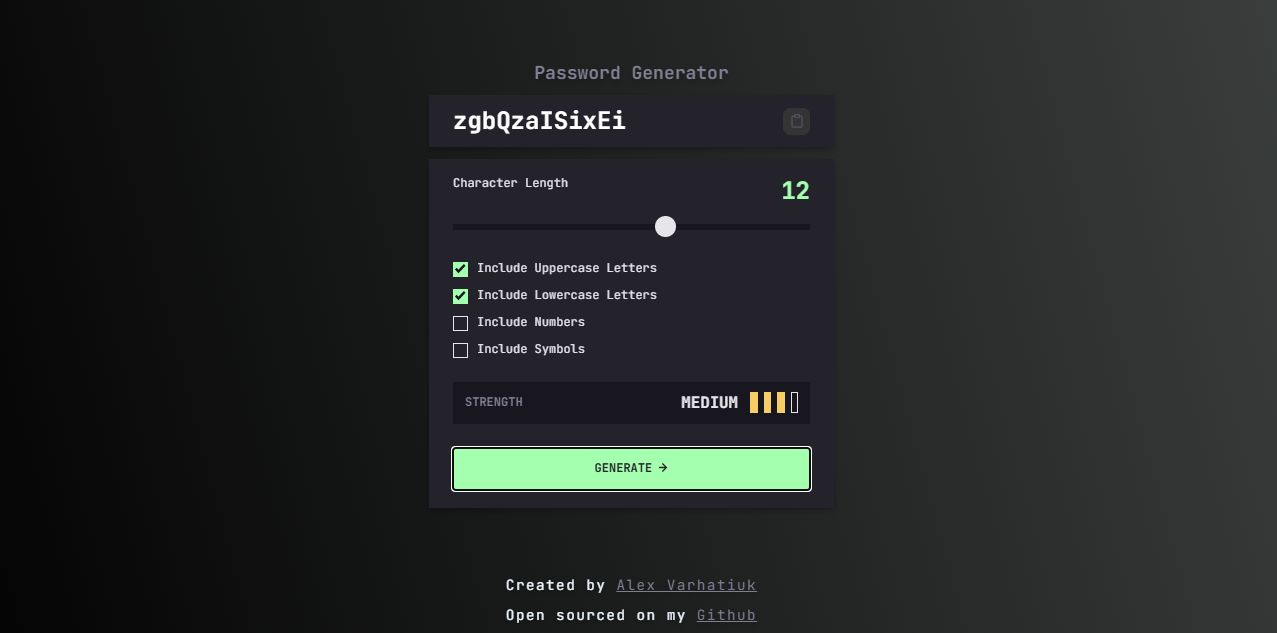 Password Generator
zgbQzaISixEi
Character Length
12
Include Uppercase Letters
Include Lowercase Letters
Include Numbers
Include Symbols
STRENGTH
MEDIUM
GENERATE →
Created by Alex Varhatiuk
Open sourced on my Github